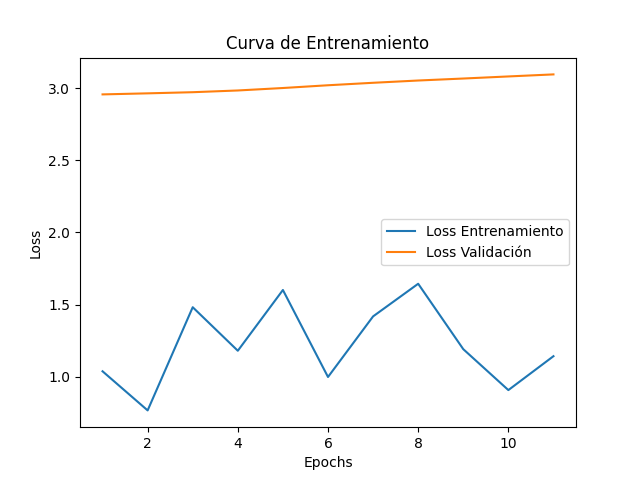 Curva de Entrenamiento
3.0
2.5
2.0
1.5
1.0
Loss
Loss Entrenamiento
Loss Validación
2
4
6
8
10
Epochs